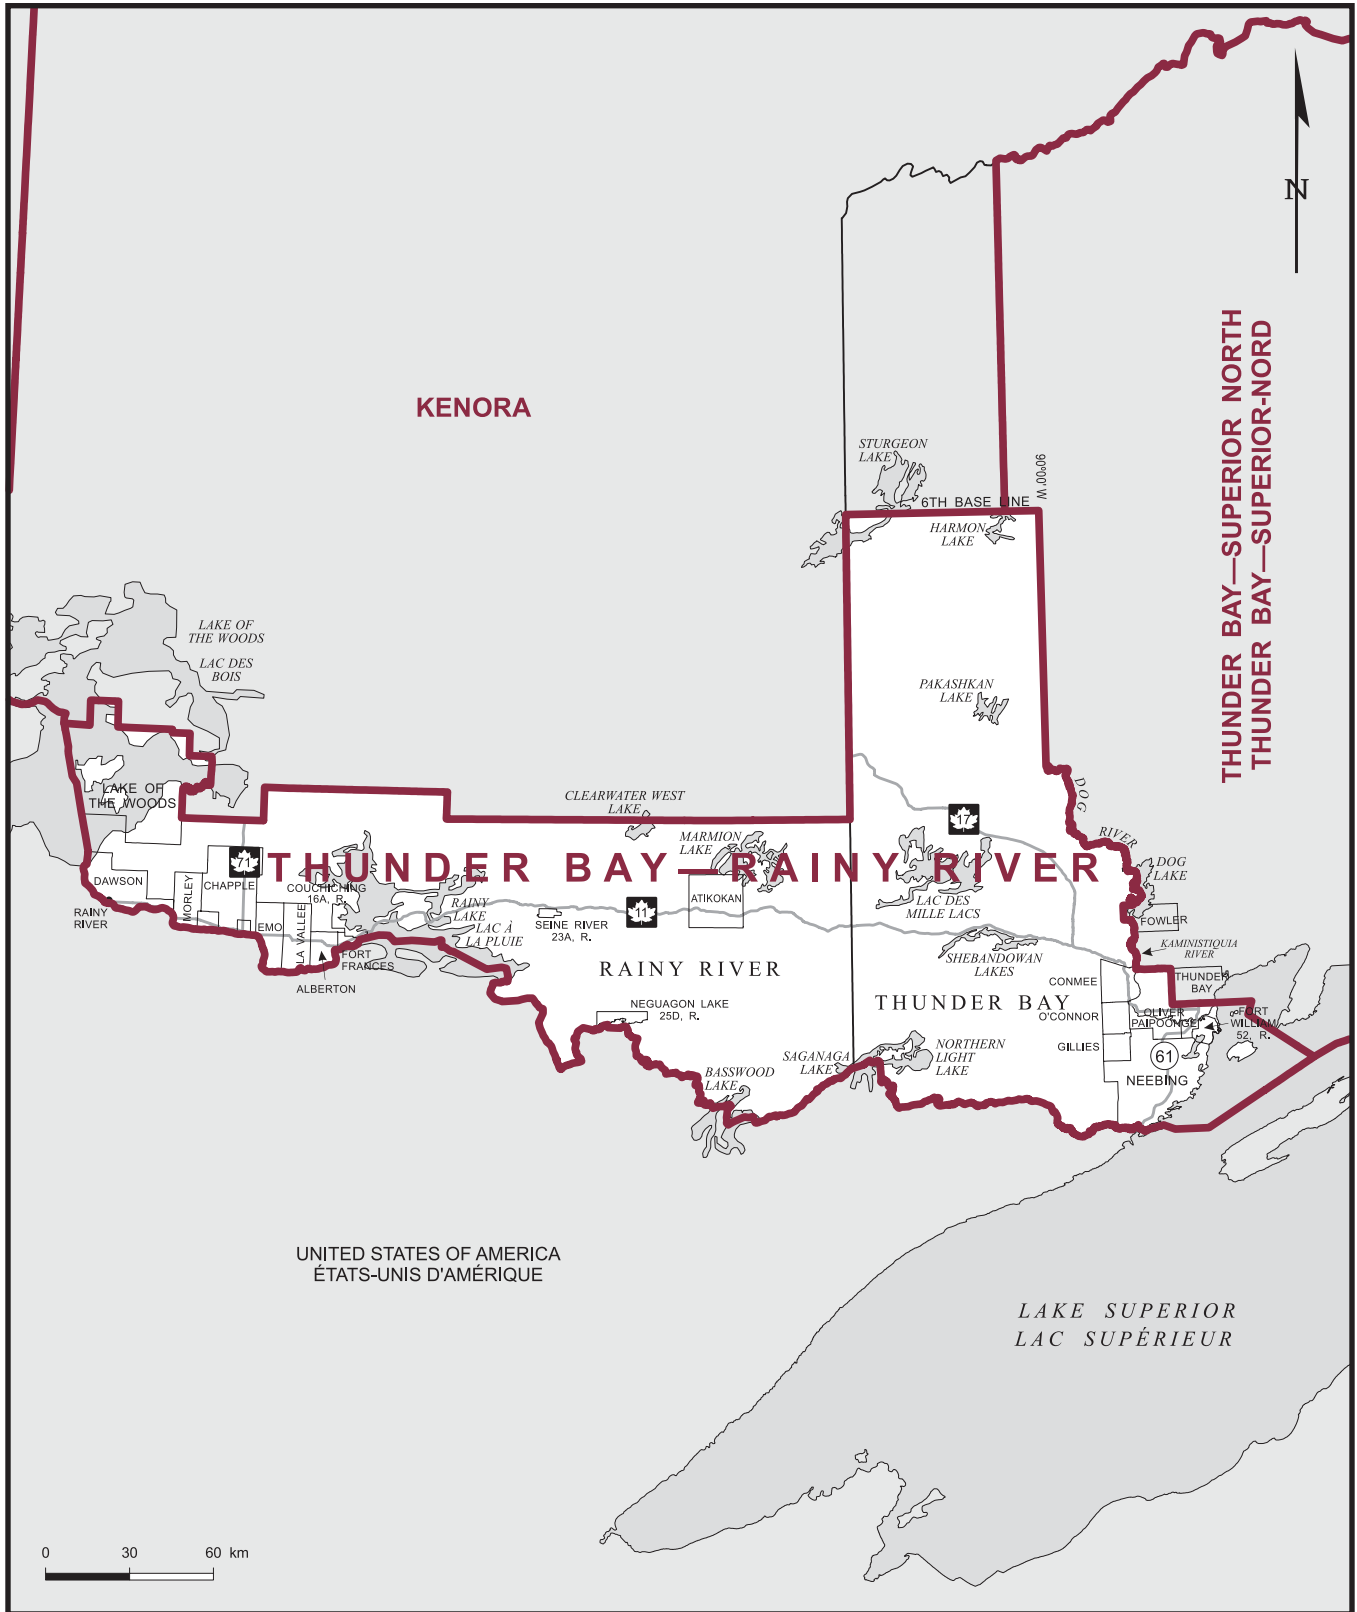 N
KENORA
THUNDER BAY—SUPERIOR NORTH
THUNDER BAY—SUPERIOR-NORD
STURGEON
LAKE
90°00' W
6TH BASE LINE
HARMON
LAKE
LAKE OF
THE WOODS
LAC DES
BOIS
PAKASHKAN
LAKE
LAKE OF
THE WOODS
CLEARWATER WEST
LAKE
MARMION
LAKE
17
DOG
RIVER
DOG
LAKE
71
THUNDER BAY—RAINY RIVER
DAWSON
MORLEY
CHAPPLE
COUCHICHING
16A, R.
RAINY
RIVER
EMO
LA VALLEE
FORT
FRANCES
ALBERTON
RAINY
LAKE
LAC À
LA PLUIE
SEINE RIVER
23A, R.
11
ATIKOKAN
LAC DES
MILLE LACS
FOWLER
KAMINISTIQUIA
RIVER
SHEBANDOWAN
LAKES
RAINY RIVER
THUNDER BAY
CONMEE
THUNDER
BAY
O'CONNOR
OLIVER
PAIPOONGE
FORT
WILLIAM
52, R.
GILLIES
61
NEEBING
NEGUAGON LAKE
25D, R.
SAGANAGA
LAKE
NORTHERN
LIGHT
LAKE
BASSWOOD
LAKE
UNITED STATES OF AMERICA
ÉTATS-UNIS D'AMÉRIQUE
LAKE SUPERIOR
LAC SUPÉRIEUR
0 30 60 km